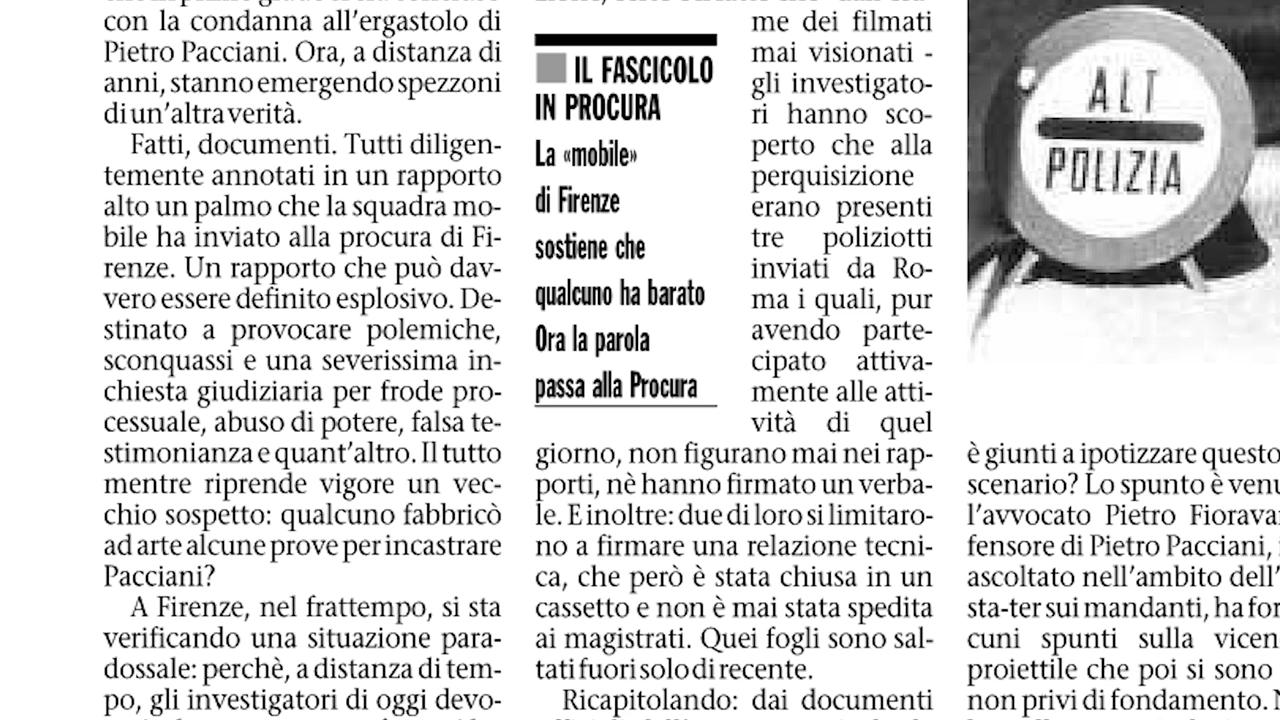 con la condanna all'ergastolo di
Pietro Pacciani. Ora, a distanza di
anni, stanno emergendo spezzoni
di un'altra verità.
Fatti, documenti. Tutti diligen-
temente annotati in un rapporto
alto un palmo che la squadra mo-
bile ha inviato alla procura di Fi-
renze. Un rapporto che può dav-
vero essere definito esplosivo. De-
stinato a provocare polemiche,
sconquassi e una severissima in-
chiesta giudiziaria per frode pro-
cessuale, abuso di potere, falsa te-
stimonianza e quant'altro. Il tutto
mentre riprende vigore un vec-
chio sospetto: qualcuno fabbricò
ad arte alcune prove per incastrare
Pacciani?
A Firenze, nel frattempo, si sta
verificando una situazione para-
dossale: perchè, a distanza di tem-
po, gli investigatori di oggi devo-
IL FASCICOLO
IN PROCURA
La «mobile»
di Firenze
sostiene che
qualcuno ha barato
Ora la parola
passa alla Procura
me dei filmati
mai visionati -
gli investigato-
ri hanno sco-
perto che alla
perquisizione
erano presenti
tre poliziotti
inviati da Ro-
ma i quali, pur
avendo parte-
cipato attiva-
mente alle atti-
vità di quel
giorno, non figurano mai nei rap-
porti, nè hanno firmato un verba-
le. E inoltre: due di loro si limitaro-
no a firmare una relazione tecni-
ca, che però è stata chiusa in un
cassetto e non è mai stata spedita
ai magistrati. Quei fogli sono sal-
tati fuori solo di recente.
Ricapitolando: dai documenti
ALT
POLIZIA
è giunti a ipotizzare questo
scenario? Lo spunto è
l'avvocato Pietro
fensore di Pietro Pacciani,
ascoltato nell'ambito
sta-ter sui mandanti, ha
cuni spunti sulla
proiettile che poi si sono
non privi di fondamento.